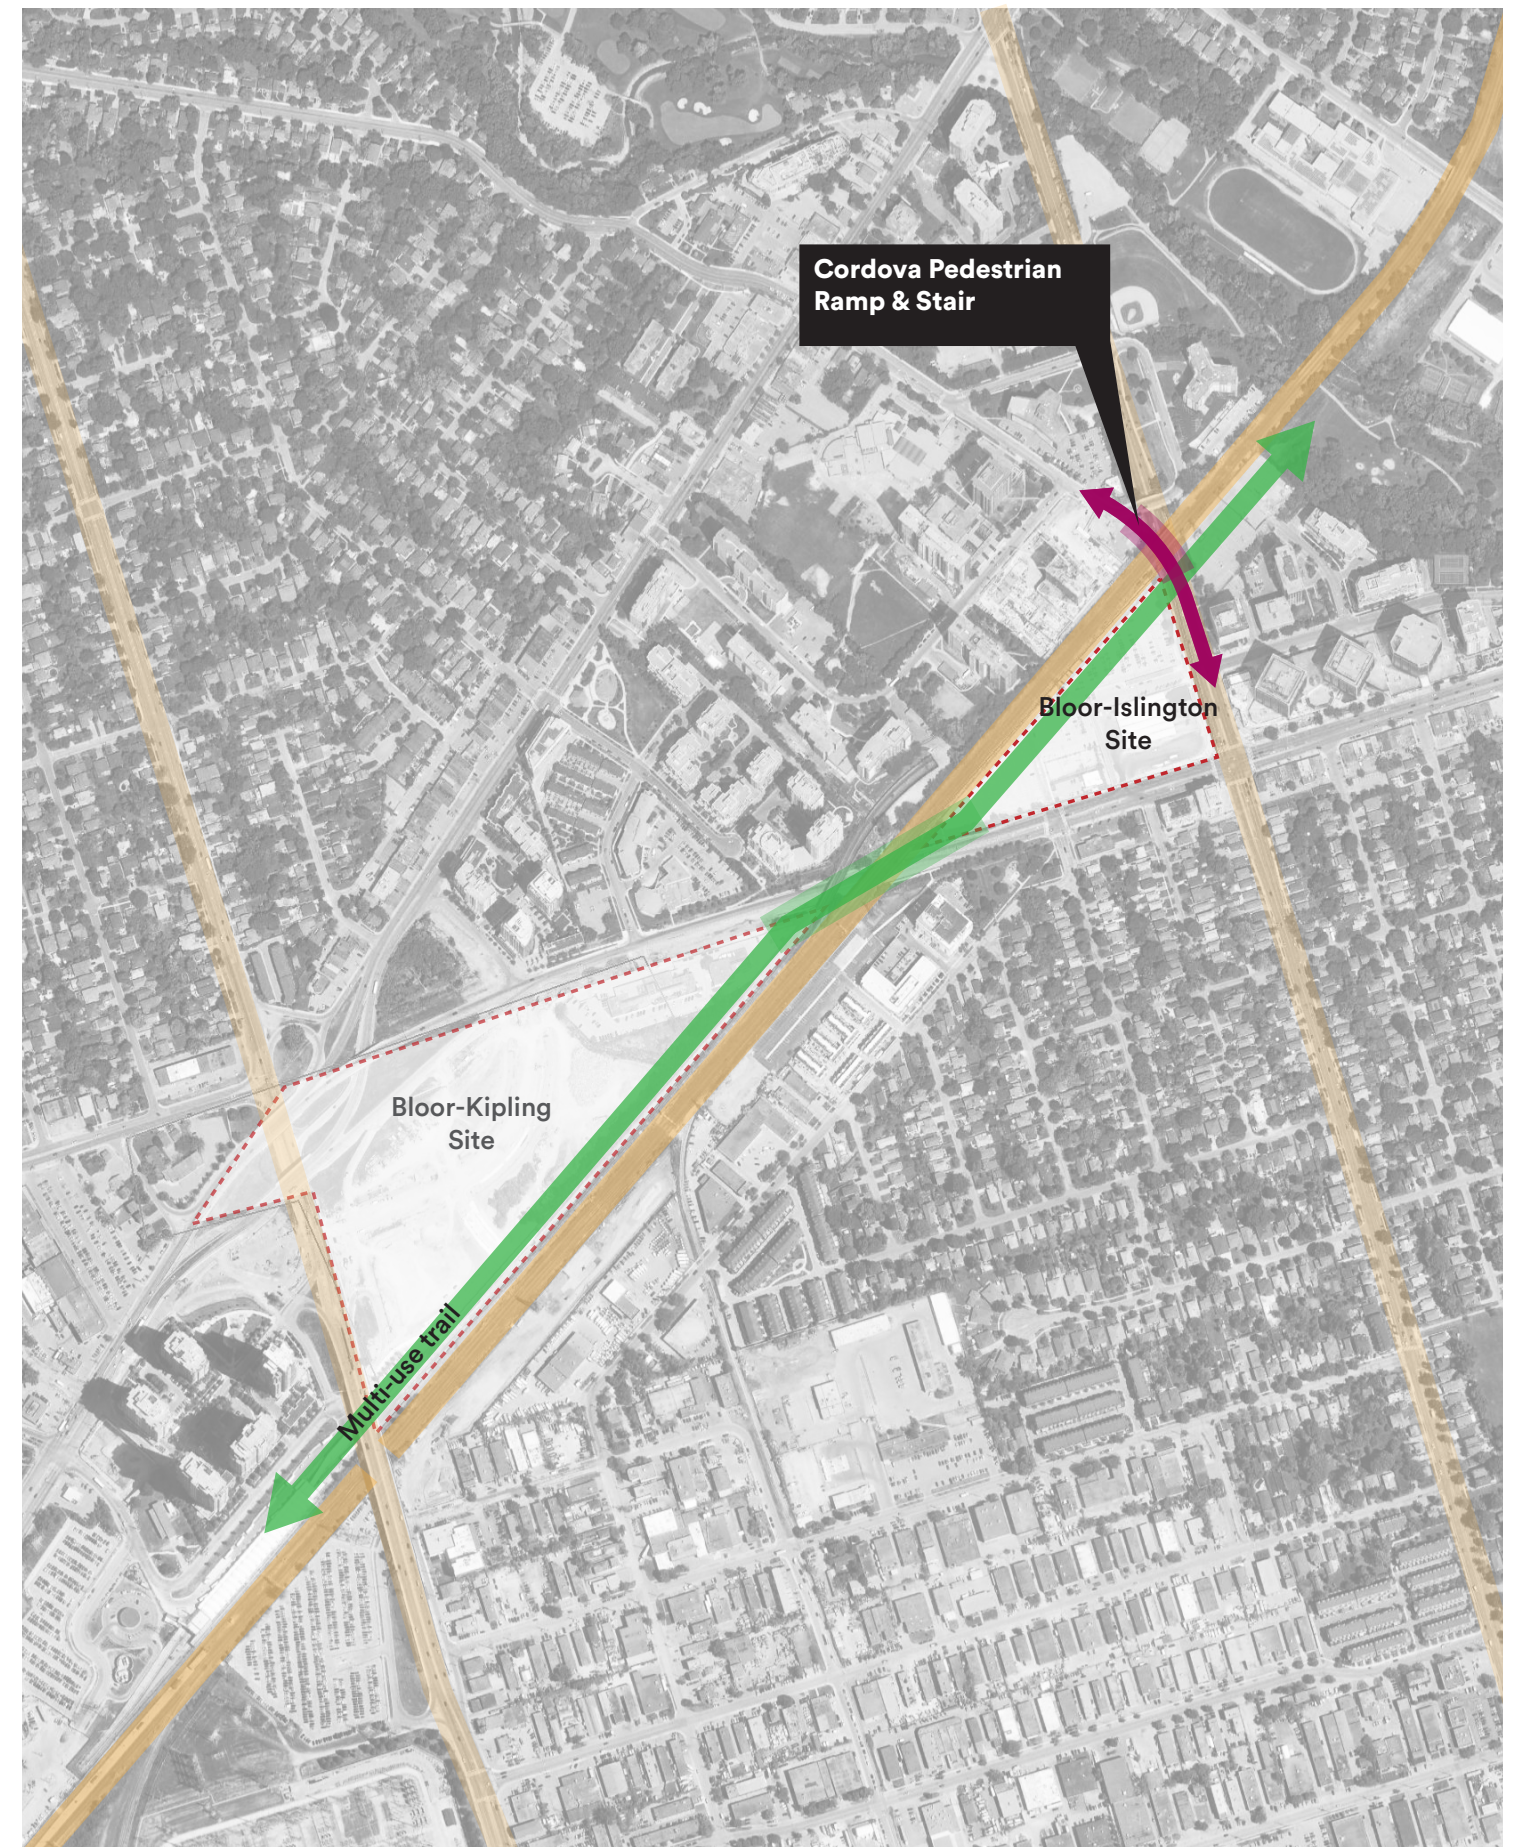 Cordova Pedestrian
Ramp & Stair
Bloor-Islington
Site
Bloor-Kipling
Site
Multi-use trail